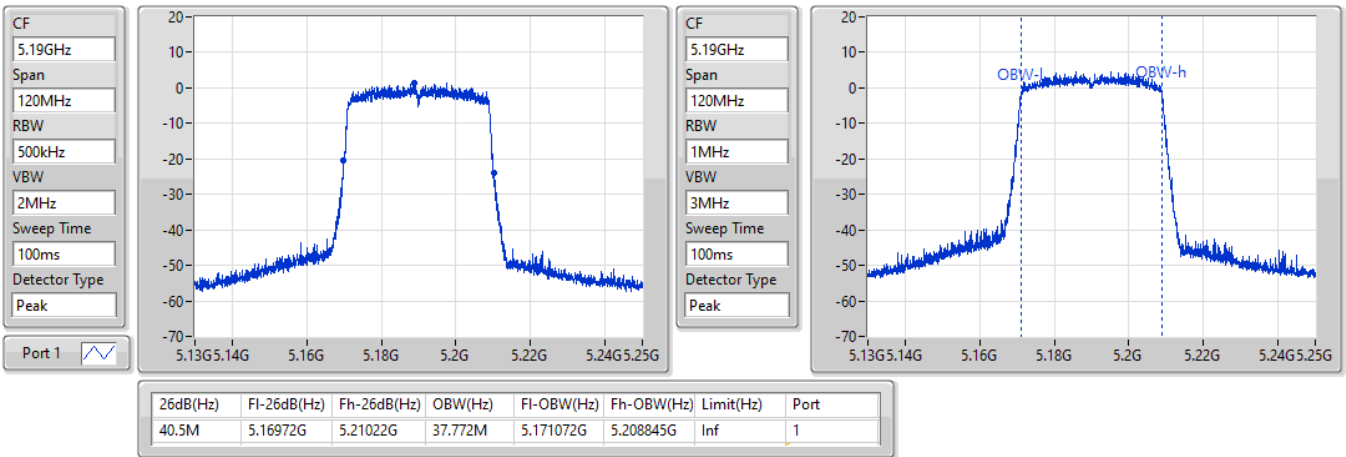 CF
5.19GHz
Span
120MHz
RBW
500kHz
VBW
2MHz
Sweep Time
100ms
Detector Type
Peak
Port 1
20
10
0
-10
-20
-30
-40
-50
-60
-70
5.13G 5.14G 5.16G 5.18G 5.2G 5.22G 5.24G 5.25G
CF
5.19GHz
Span
120MHz
RBW
1MHz
VBW
3MHz
Sweep Time
100ms
Detector Type
Peak
20
10
0
-10
-20
-30
-40
-50
-60
-70
OBW-l OBW-h
5.13G 5.14G 5.16G 5.18G 5.2G 5.22G 5.24G 5.25G
26dB(Hz) Fl-26dB(Hz) Fh-26dB(Hz) OBW(Hz) Fl-OBW(Hz) Fh-OBW(Hz) Limit(Hz) Port
40.5M 5.16972G 5.21022G 37.772M 5.171072G 5.208845G Inf 1